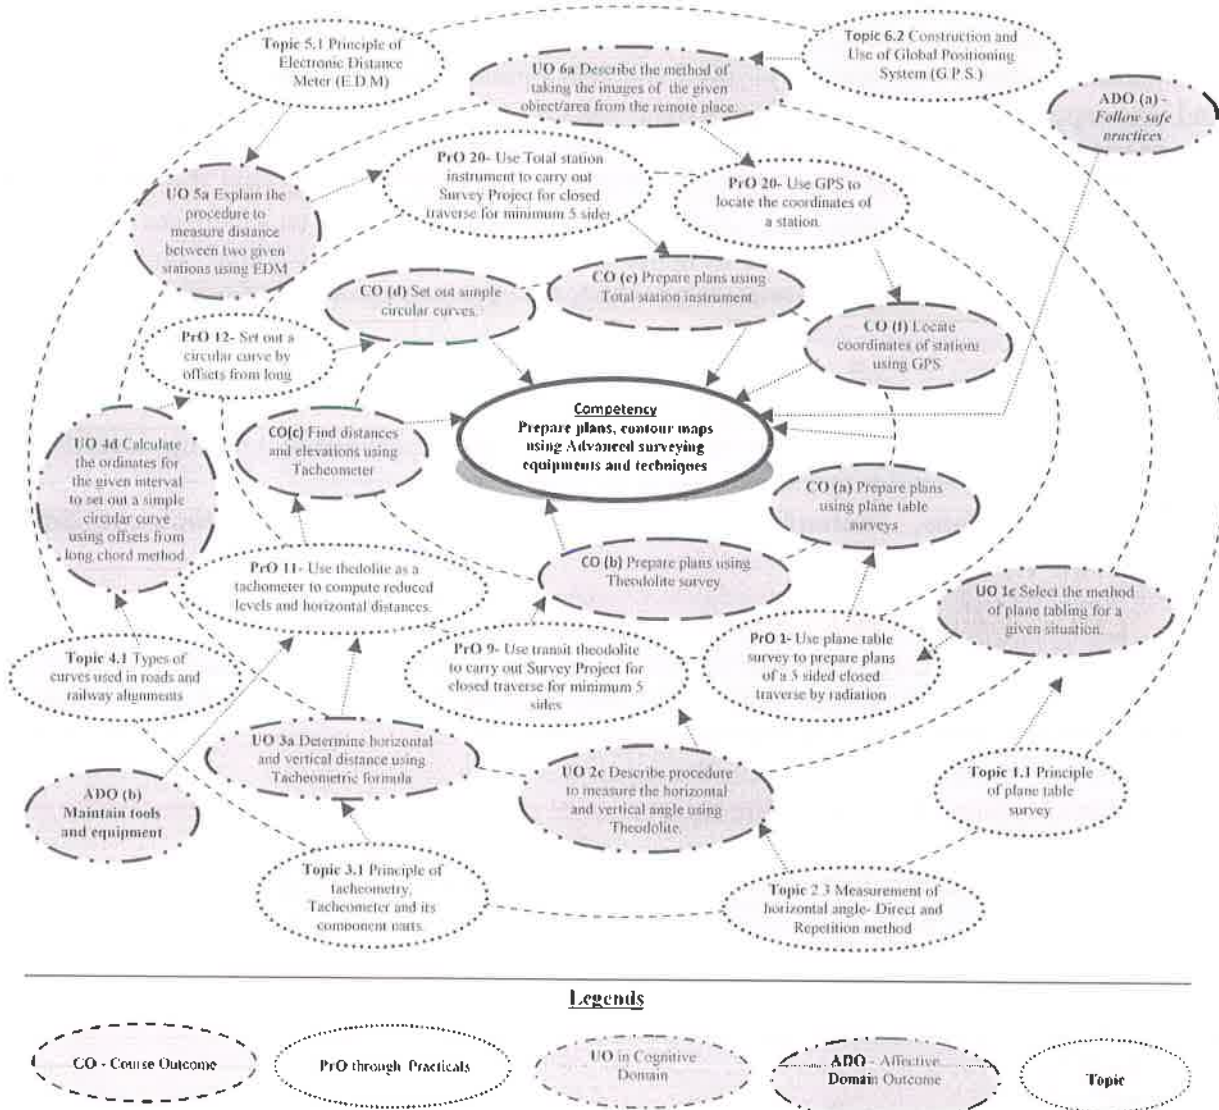 Topic 5.1 Principle of
Electronic Distance
Meter (E.D.M)
Topic 6.2 Construction and
Use of Global Positioning
System (G.P.S.)
UO 6a Describe the method of
taking the images of the given
object/area from the remote place.
ADO (a) -
Follow safe
practices
PrO 20- Use Total station
instrument to carry out
Survey Project for closed
traverse for minimum 5 sides
PrO 20- Use GPS to
locate the coordinates of
a station.
UO 5a Explain the
procedure to
measure distance
between two given
stations using EDM
CO (d) Set out simple
circular curves.
CO (e) Prepare plans using
Total station instrument
PrO 12- Set out a
circular curve by
offsets from long
CO (f) Locate
coordinates of stations
using GPS
Competency
Prepare plans, contour maps
using Advanced surveying
equipments and techniques
UO 4d Calculate
the ordinates for
the given interval
to set out a simple
circular curve
using offsets from
long chord method
CO(c) Find distances
and elevations using
Tacheometer
CO (a) Prepare plans
using plane table
surveys
CO (b) Prepare plans using
Theodolite survey
PrO 11- Use thedolite as a
tachometer to compute reduced
levels and horizontal distances.
UO 1c Select the method
of plane tabling for a
given situation.
PrO 9- Use transit theodolite
to carry out Survey Project for
closed traverse for minimum 5
sides
PrO 1- Use plane table
survey to prepare plans
of a 5 sided closed
traverse by radiation
Topic 4.1 Types of
curves used in roads and
railway alignments
UO 3a Determine horizontal
and vertical distance using
Tacheometric formula
UO 2c Describe procedure
to measure the horizontal
and vertical angle using
Theodolite.
Topic 1.1 Principle
of plane table
survey
ADO (b)
Maintain tools
and equipment
Topic 3.1 Principle of
tacheometry,
Tacheometer and its
component parts.
Topic 2.3 Measurement of
horizontal angle- Direct and
Repetition method
Legends
CO - Course Outcome
PrO through Practicals
UO in Cognitive
Domain
ADO - Affective
Domain Outcome
Topic